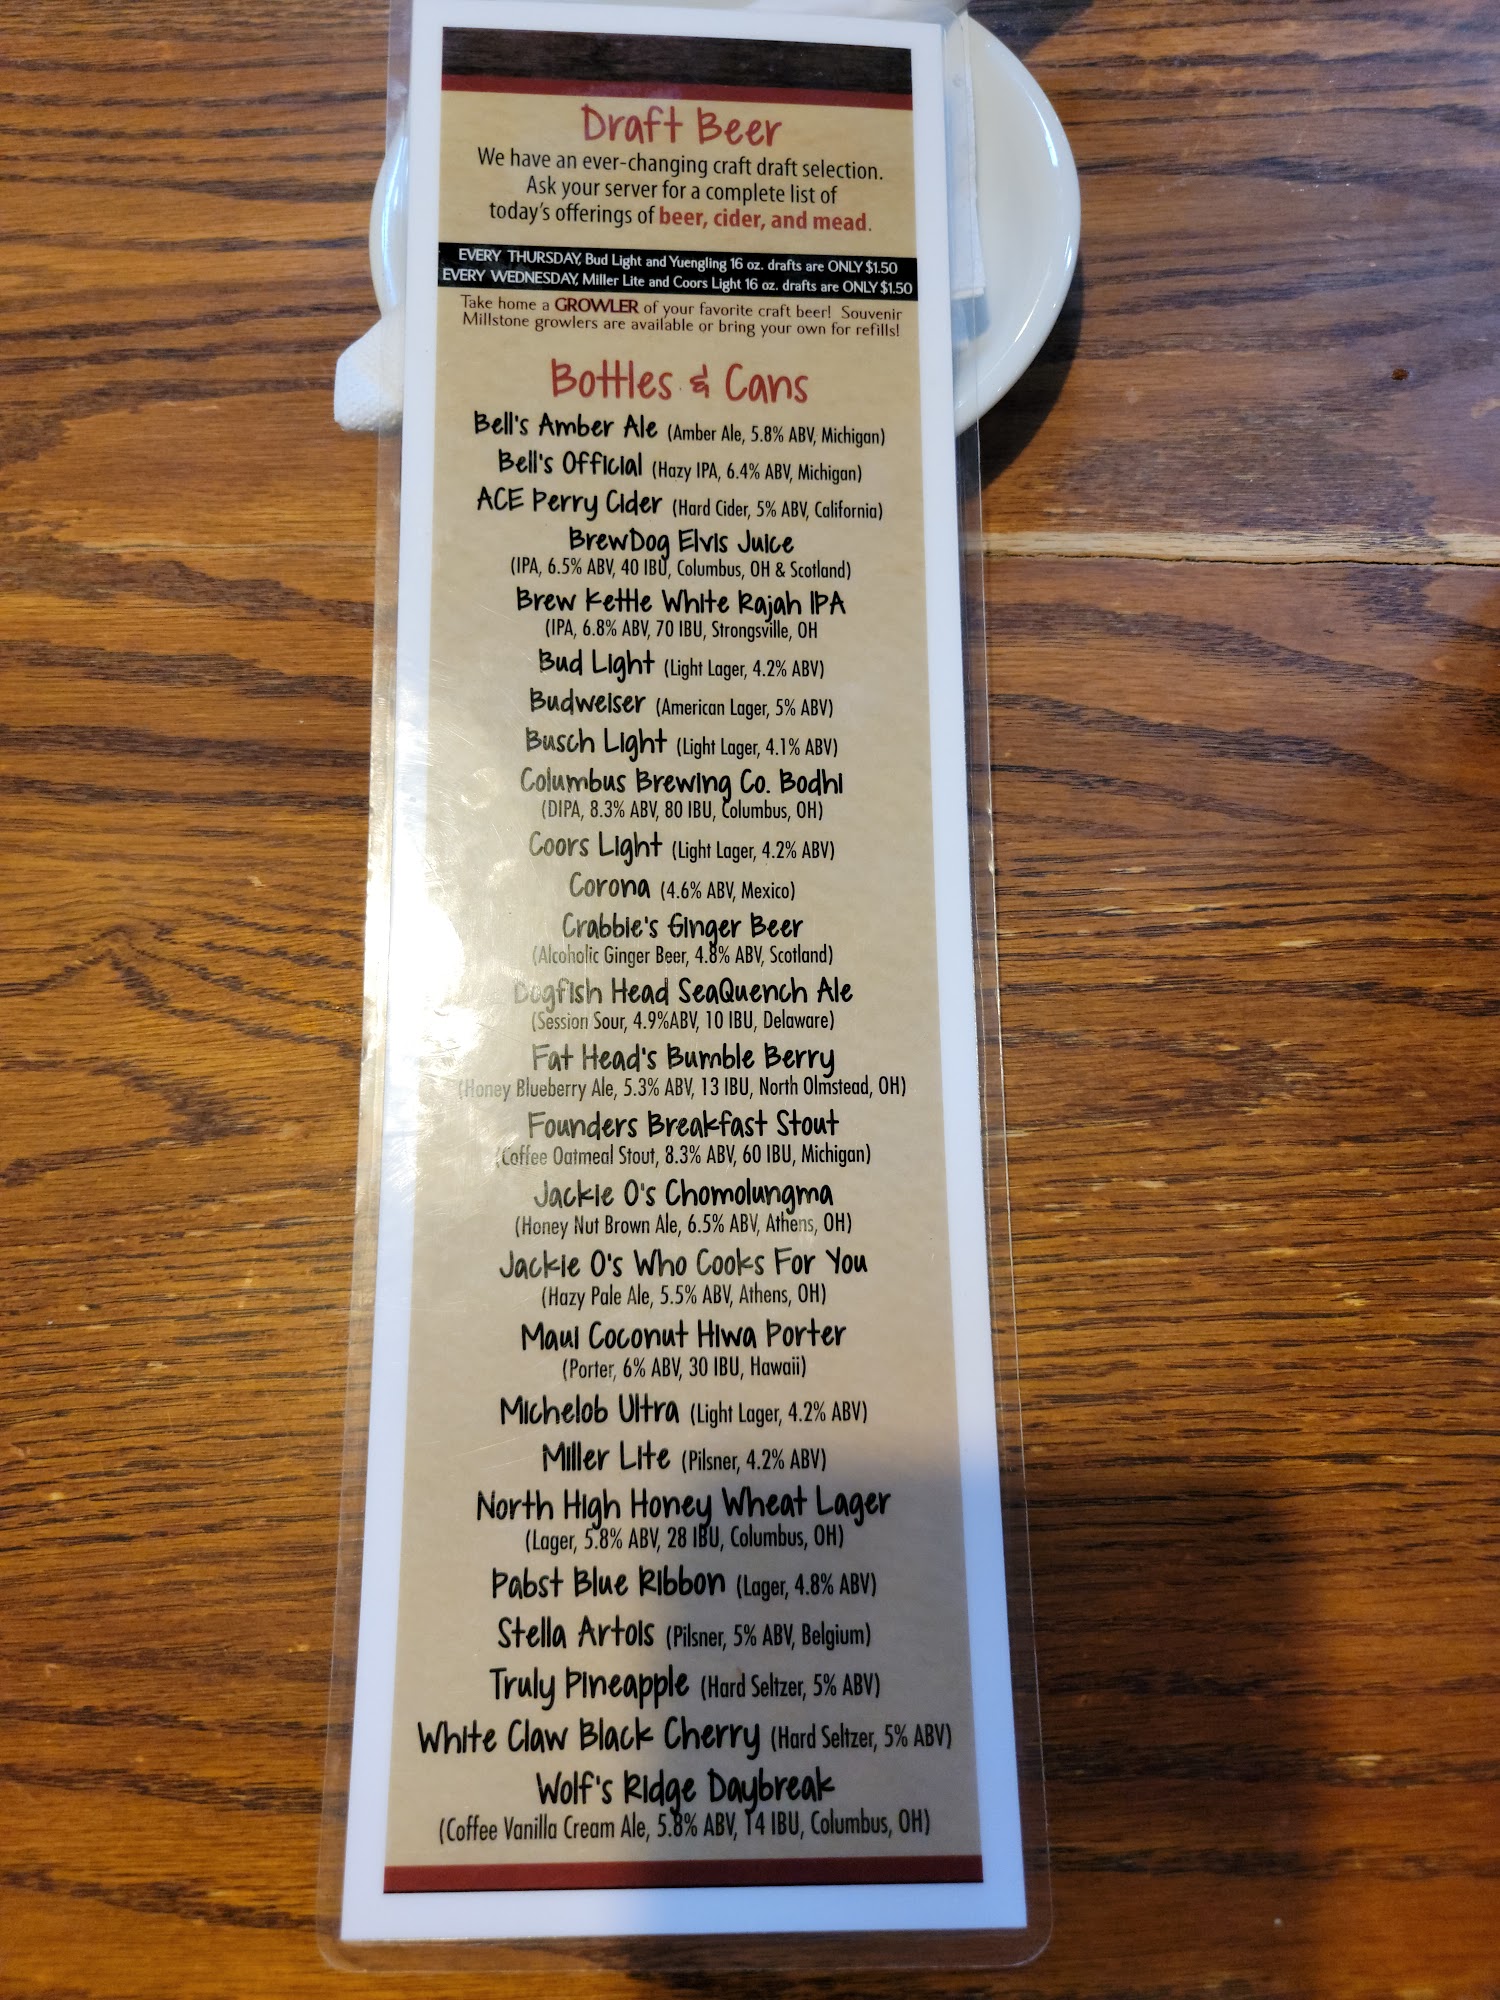 Draft Beer
We have an ever-changing craft draft selection.
Ask your server for a complete list of
today's offerings of beer, cider, and mead.
EVERY THURSDAY, Bud Light and Yuengling 16 oz. drafts are ONLY $1.50
EVERY WEDNESDAY, Miller Lite and Coors Light 16 oz. drafts are ONLY $1.50
Take home a GROWLER of your favorite craft beer! Souvenir
Millstone growlers are available or bring your own for refills!
Bottles & Cans
Bell's Amber Ale (Amber Ale, 5.8% ABV, Michigan)
Bell's Official (Hazy IPA, 6.4% ABV, Michigan)
ACE Perry Cider (Hard Cider, 5% ABV, California)
BrewDog Elvis Juice
(IPA, 6.5% ABV, 40 IBU, Columbus, OH & Scotland)
Brew Kettle White Rajah IPA
(IPA, 6.8% ABV, 70 IBU, Strongsville, OH
Bud Light (Light Lager, 4.2% ABV)
Budweiser (American Lager, 5% ABV)
Busch Light (Light Lager, 4.1% ABV)
Columbus Brewing Co. Bodhi
(DIPA, 8.3% ABV, 80 IBU, Columbus, OH)
Coors Light (Light Lager, 4.2% ABV)
Corona (4.6% ABV, Mexico)
Crabbie's Ginger Beer
(Alcoholic Ginger Beer, 4.8% ABV, Scotland)
Dogfish Head SeaQuench Ale
(Session Sour, 4.9%ABV, 10 IBU, Delaware)
Fat Head's Bumble Berry
(Honey Blueberry Ale, 5.3% ABV, 13 IBU, North Olmstead, OH)
Founders Breakfast Stout
(Coffee Oatmeal Stout, 8.3% ABV, 60 IBU, Michigan)
Jackie O's Chomolungma
(Honey Nut Brown Ale, 6.5% ABV, Athens, OH)
Jackie O's Who Cooks For You
(Hazy Pale Ale, 5.5% ABV, Athens, OH)
Maui Coconut Hiwa Porter
(Porter, 6% ABV, 30 IBU, Hawaii)
Michelob Ultra (Light Lager, 4.2% ABV)
Miller Lite (Pilsner, 4.2% ABV)
North High Honey Wheat Lager
(Lager, 5.8% ABV, 28 IBU, Columbus, OH)
Pabst Blue Ribbon (Lager, 4.8% ABV)
Stella Artois (Pilsner, 5% ABV, Belgium)
Truly Pineapple (Hard Seltzer, 5% ABV)
White Claw Black Cherry (Hard Seltzer, 5% ABV)
Wolf's Ridge Daybreak
(Coffee Vanilla Cream Ale, 5.8% ABV, 14 IBU, Columbus, OH)